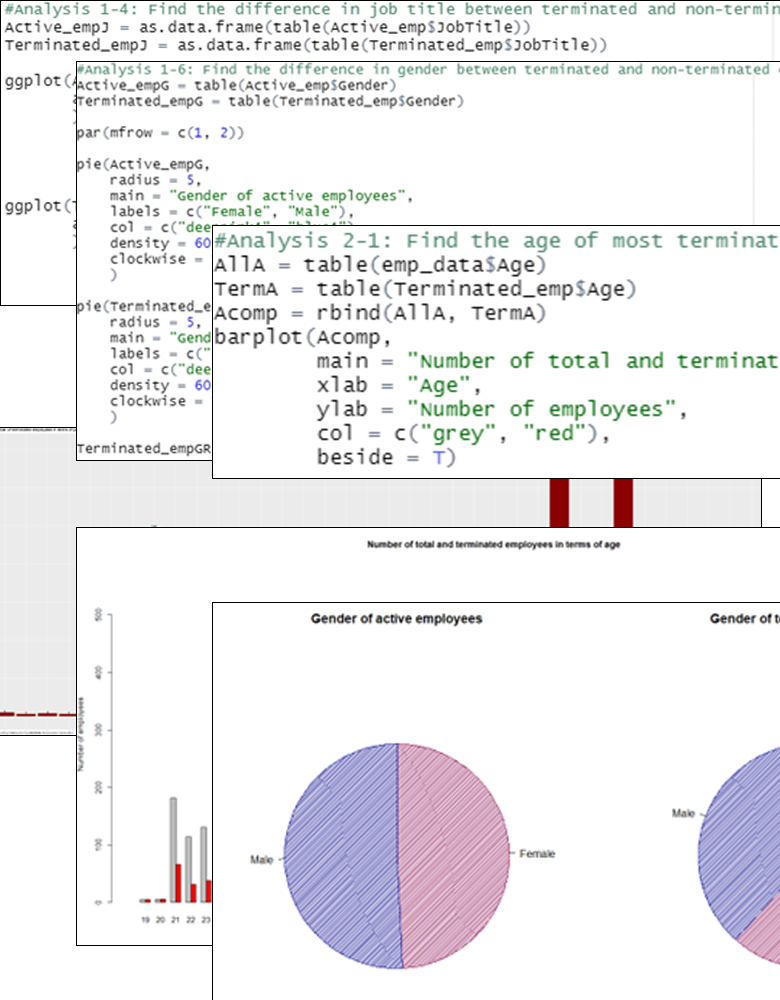 #Analysis 1-4: Find the difference in job title between terminated and non-termin
Active_empJ = as.data.frame(table(Active_emp$JobTitle))
Terminated_empJ = as.data.frame(table(Terminated_emp$JobTitle))
ggplot(
ggplot(
#Analysis 1-6: Find the difference in gender between terminated and non-terminated
Active_empG = table(Active_emp$Gender)
Terminated_empG = table(Terminated_emp$Gender)
par(mfrow = c(1, 2))
pie(Active_empG,
radius = 5,
main = "Gender of active employees",
labels = c("Female", "Male"),
col = c("dee
density = 60
clockwise =
)
pie(Terminated_e
radius = 5,
main = "Gend
labels = c("
col = c("dee
density = 60
clockwise =
)
Terminated_empGR
#Analysis 2-1: Find the age of most terminat
AllA = table(emp_data$Age)
TermA = table(Terminated_emp$Age)
Acomp = rbind(AllA, TermA)
barplot(Acomp,
main = "Number of total and terminat
xlab = "Age",
ylab = "Number of employees",
col = c("grey", "red"),
beside = T)
Number of total and terminated employees in terms of age
Number of employees
500
400
300
200
100
0
19 20 21 22 23
Gender of active employees
Male
Female
Gender of t
Male